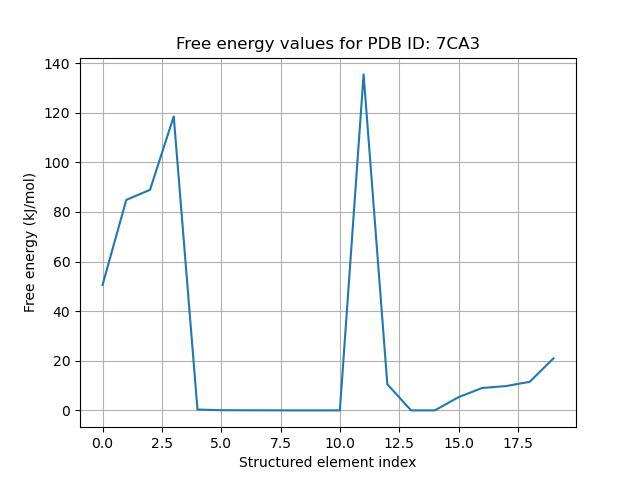 Free energy values for PDB ID: 7CA3
Free energy (kJ/mol)
140
120
100
80
60
40
20
0
0.0 2.5 5.0 7.5 10.0 12.5 15.0 17.5
Structured element index